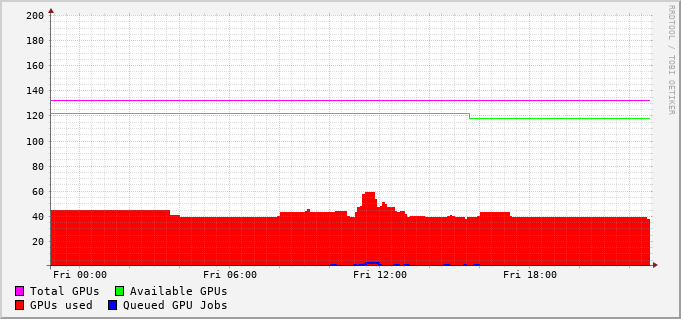 200
180
160
140
120
100
80
60
40
20
Fri 00:00 Fri 06:00 Fri 12:00 Fri 18:00
Total GPUs Available GPUs
GPUs used Queued GPU Jobs
RRDTOOL / TOBI OETIKER